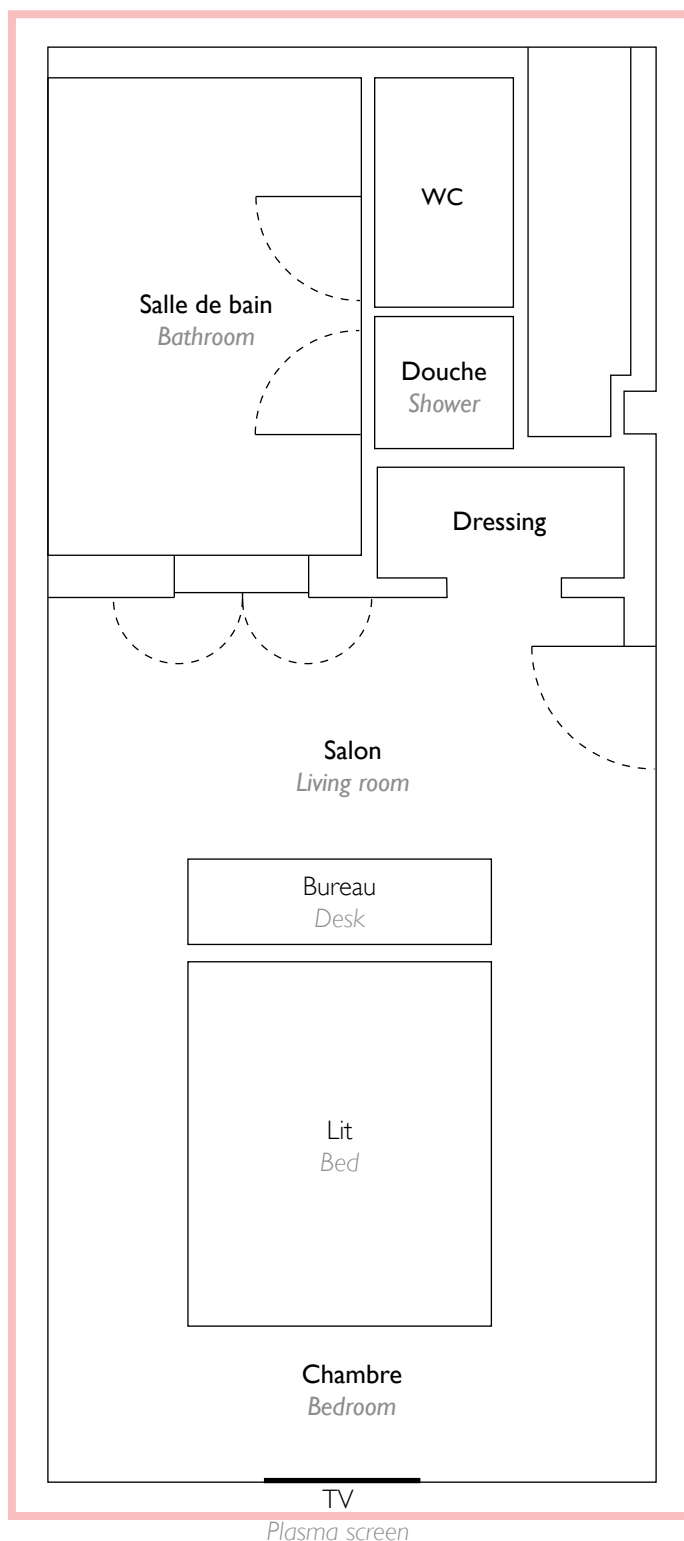 WC
Salle de bain
Bathroom
Douche
Shower
Dressing
Salon
Living room
Bureau
Desk
Lit
Bed
Chambre
Bedroom
TV
Plasma screen